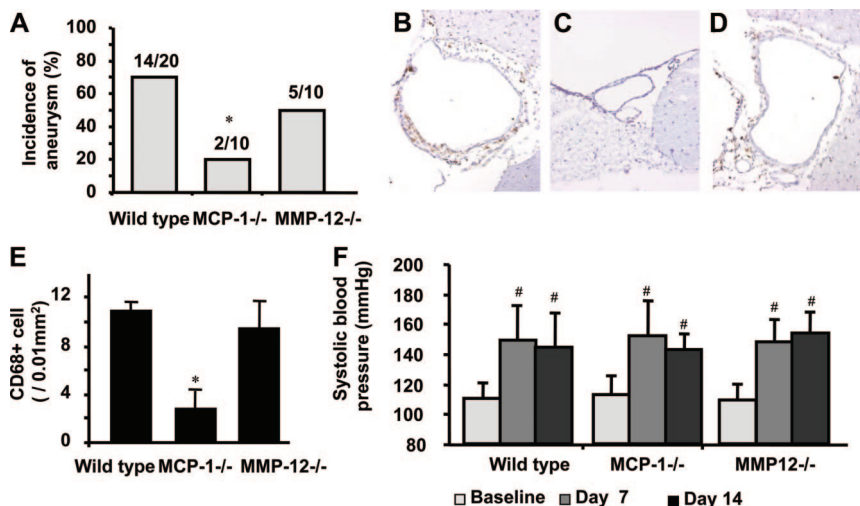 A
Incidence of
aneurysm (%)
100
80
60
40
20
0
14/20
*
2/10
5/10
Wild type MCP-1-/- MMP-12-/-
B
C
D
E
CD68+ cell
( / 0.01mm²)
12
8
4
0
*
Wild type MCP-1-/- MMP-12-/-
F
Systolic blood
pressure (mmHg)
200
180
160
140
120
100
80
# # # # # #
Wild type MCP-1-/- MMP12-/-
Baseline Day 7 Day 14